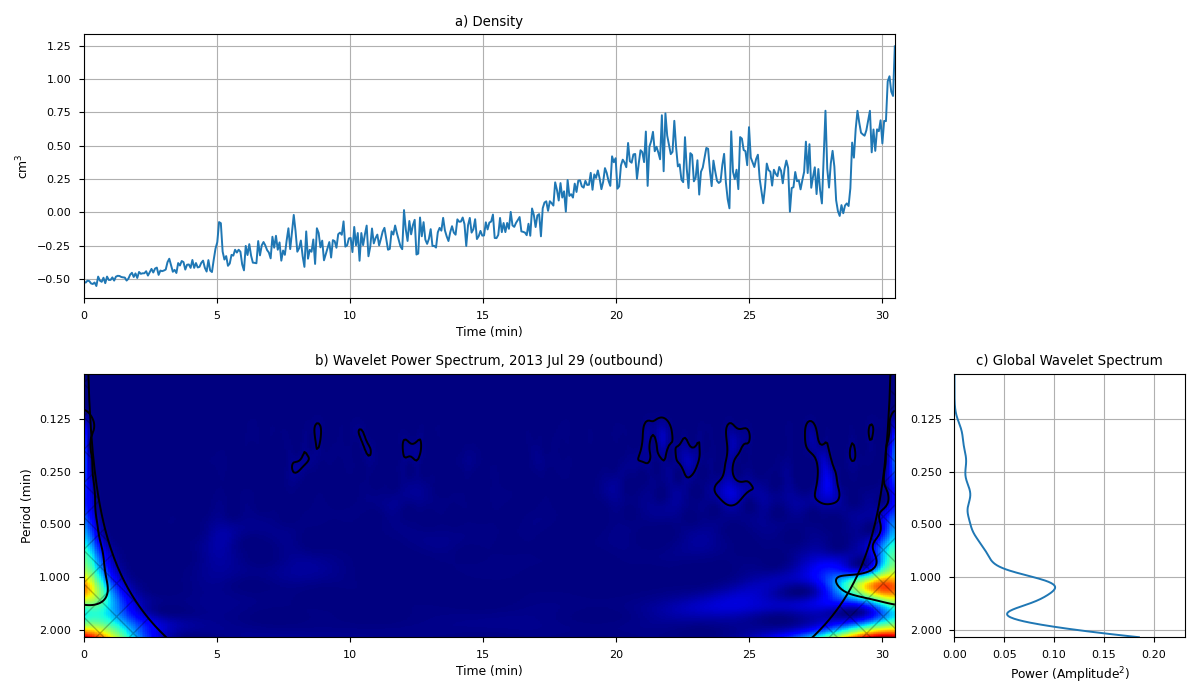 a) Density
1.25
1.00
0.75
0.50
0.25
0.00
−0.25
−0.50
cm³
0 5 10 15 20 25 30
Time (min)
b) Wavelet Power Spectrum, 2013 Jul 29 (outbound)
0.125
0.250
0.500
1.000
2.000
Period (min)
0 5 10 15 20 25 30
Time (min)
c) Global Wavelet Spectrum
0.125
0.250
0.500
1.000
2.000
0.00 0.05 0.10 0.15 0.20
Power (Amplitude²)